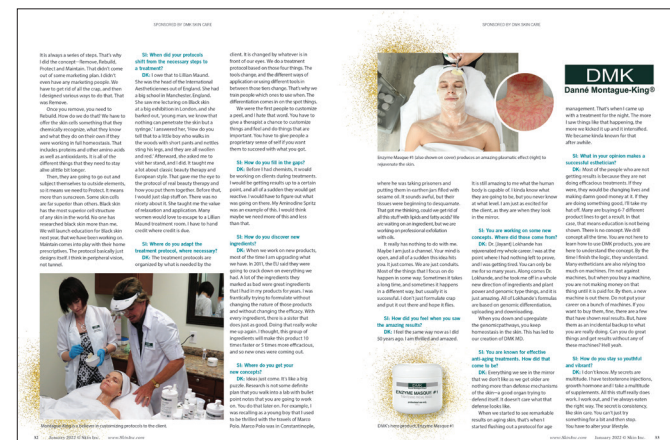 SPONSORED BY DMK SKIN CARE
It is always a series of steps. That's why
I did the concept—Remove, Rebuild,
Protect and Maintain. That didn't come
out of some marketing plan. I didn't
even have any marketing people. We
have to get rid of all the crap, and then
I designed various ways to do that. That
was Remove.
Once you remove, you need to
Rebuild. How do we do that? We have to
offer the skin cells something that they
chemically recognize, what they know
and what they do on their own if they
were working in full homeostasis. That
includes proteins and other amino acids
as well as antioxidants. It is all of the
different things that they need to stay
alive a little bit longer.
Then, they are going to go out and
subject themselves to outside elements,
so it means we need to Protect. It means
more than sunscreen. Some skin cells
are far superior than others. Black skin
has the most superior cell structure
of any skin in the world. No one has
researched black skin more than me.
We will launch education for Black skin
next year, that we have been working on.
Maintain comes into play with their home
prescriptives. The protocol basically just
designs itself. I think in peripheral vision,
not tunnel.
SI: When did your protocols
shift from the necessary steps to
a treatment?
DK: I owe that to Lillian Maund.
She was the head of the International
Aestheticiennes out of England. She had
a big school in Manchester, England.
She saw me lecturing on Black skin
at a big exhibition in London, and she
barked out, 'young man, we know that
nothing can penetrate the skin but a
syringe.' I answered her, 'How do you
tell that to a little boy who walks in
the woods with short pants and nettles
sting his legs, and they are all swollen
and red.' Afterward, she asked me to
visit her stand, and I did. It taught me
a lot about classic beauty therapy and
European style. That gave me the eye to
the protocol of real beauty therapy and
how you put them together. Before that,
I would just slap stuff on. There was no
nicety about it. She taught me the value
of relaxation and application. Many
women would love to escape to a Lillian
Maund treatment room. I have to hand
credit where credit is due.
SI: Where do you adapt the
treatment protocol, where necessary?
DK: The treatment protocols are
organized by what is needed by the
client. It is changed by whatever is in
front of our eyes. We do a treatment
protocol based on those four things. The
tools change, and the different ways of
application or using different tools in
between those two change. That's why we
train people which ones to use when. The
differentiation comes in on the spot things.
We were the first people to customize
a peel, and I hate that word. You have to
give a therapist a chance to customize
things and feel and do things that are
important. You have to give people a
proprietary sense of self if you want
them to succeed with what you got.
SI: How do you fill in the gaps?
DK: Before I had chemists, it would
be working on clients during treatments.
I would be getting results up to a certain
point, and all of a sudden they would get
reactive. I would have to figure out what
was going on there. My Amino Spritz
was an example of this. I would think
maybe we need more of this and less
than that.
SI: How do you discover new
ingredients?
DK: When we work on new products,
most of the time I am upgrading what
we have. In 2011, the EU said they were
going to crack down on everything we
had. A lot of the ingredients they
marked as bad were great ingredients
that I had in my products for years. I was
frantically trying to formulate without
changing the nature of those products
and without changing the efficacy. With
every ingredient, there is a sister that
does just as good. Doing that really woke
me up again. I thought, this group of
ingredients will make this product 10
times faster or 5 times more efficacious,
and so new ones were coming out.
SI: Where do you get your
new concepts?
DK: Ideas just come. It's like a big
puzzle. Research is not some definite
plan that you walk into a lab with bullet
point notes that you are going to work
on. You do that later on. For example, I
was recalling as a young boy that I used
to be thrilled with the travels of Marco
Polo. Marco Polo was in Constantinople,
Montague-King is a believer in customizing protocols to the client.
42 January 2022 © Skin Inc. www.SkinInc.com
SPONSORED BY DMK SKIN CARE
Enzyme Masque #1 (also shown on cover) produces an amazing plasmatic effect (right) to
rejuvenate the skin.
DMK
Danné Montague-King®
where he was taking prisoners and
putting them in earthen jars filled with
sesame oil. It sounds awful, but then
tissues were beginning to desquamate.
That got me thinking, could we get rid of
all this stuff with lipids and fatty acids? We
are waiting on an ingredient, but we are
working on professional exfoliation
with oils.
It really has nothing to do with me.
Maybe I am just a channel. Your mind is
open, and all of a sudden this idea hits
you. It just comes. We are just conduits.
Most of the things that I focus on do
happen in some way. Sometimes it takes
a long time, and sometimes it happens
in a different way, but usually it is
successful. I don't just formulate crap
and put it out there and hope it flies.
SI: How did you feel when you saw
the amazing results?
DK: I feel the same way now as I did
50 years ago. I am thrilled and amazed.
DMK's hero product, Enzyme Masque #1
It is still amazing to me what the human
body is capable of. I kinda know what
they are going to be, but you never know
at what level. I am just as excited for
the client, as they are when they look
in the mirror.
SI: You are working on some new
concepts. Where did those come from?
DK: Dr. (Jayant) Lokhande has
rejuvenated my whole career. I was at the
point where I had nothing left to prove,
and I was getting tired. You can only be
me for so many years. Along comes Dr.
Lokhande, and he took me off in a whole
new direction of ingredients and plant
genes and genomic type things, and it is
just amazing. All of Lokhande's formulas
are based on genomic differentiation,
uploading and downloading.
When you down and upregulate
the genomic pathways, you keep
homeostasis in the skin. This has led to
our creation of DMK MD.
SI: You are known for effective
anti-aging treatments. How did that
come to be?
DK: Everything we see in the mirror
that we don't like as we get older are
nothing more than defense mechanisms
of the skin—a good organ trying to
defend itself. It doesn't care what that
defense looks like.
When we started to see remarkable
results on aging skin, that's when I
started flashing out a protocol for age
management. That's when I came up
with a treatment for the night. The more
I saw things like that happening, the
more we kicked it up and it intensified.
We became kinda known for that
after awhile.
SI: What in your opinion makes a
successful esthetician?
DK: Most of the people who are not
getting results is because they are not
doing efficacious treatments. If they
were, they would be changing lives and
making damn good money at it. If they
are doing something good, I'll take my
hat off. Many are buying 6-7 different
product lines to get a result. In that
case, that means education is not being
shown. There is no concept. We drill
concept all the time. You are not here to
learn how to use DMK products, you are
here to understand the concept. By the
time I finish the logic, they understand.
Many estheticians are also relying too
much on machines. I'm not against
machines, but when you buy a machine,
you are not making money on that
thing until it is paid for. By then, a new
machine is out there. Do not put your
career on a bunch of machines. If you
want to buy them, fine, there are a few
that have shown real results. But, have
them as an incidental backup to what
you are really doing. Can you do great
things and get results without any of
these machines? Hell yeah.
SI: How do you stay so youthful
and vibrant?
DK: I don't know. My secrets are
multitude. I have testosterone injections,
growth hormone and I take a multitude
of supplements. All this stuff really does
work. I work out, and I've always eaten
the right way. The secret is consistency,
like skin care. You can't just try
something for a bit and then stop.
You have to alter your lifestyle.
January 2022 © Skin Inc. www.SkinInc.com 43